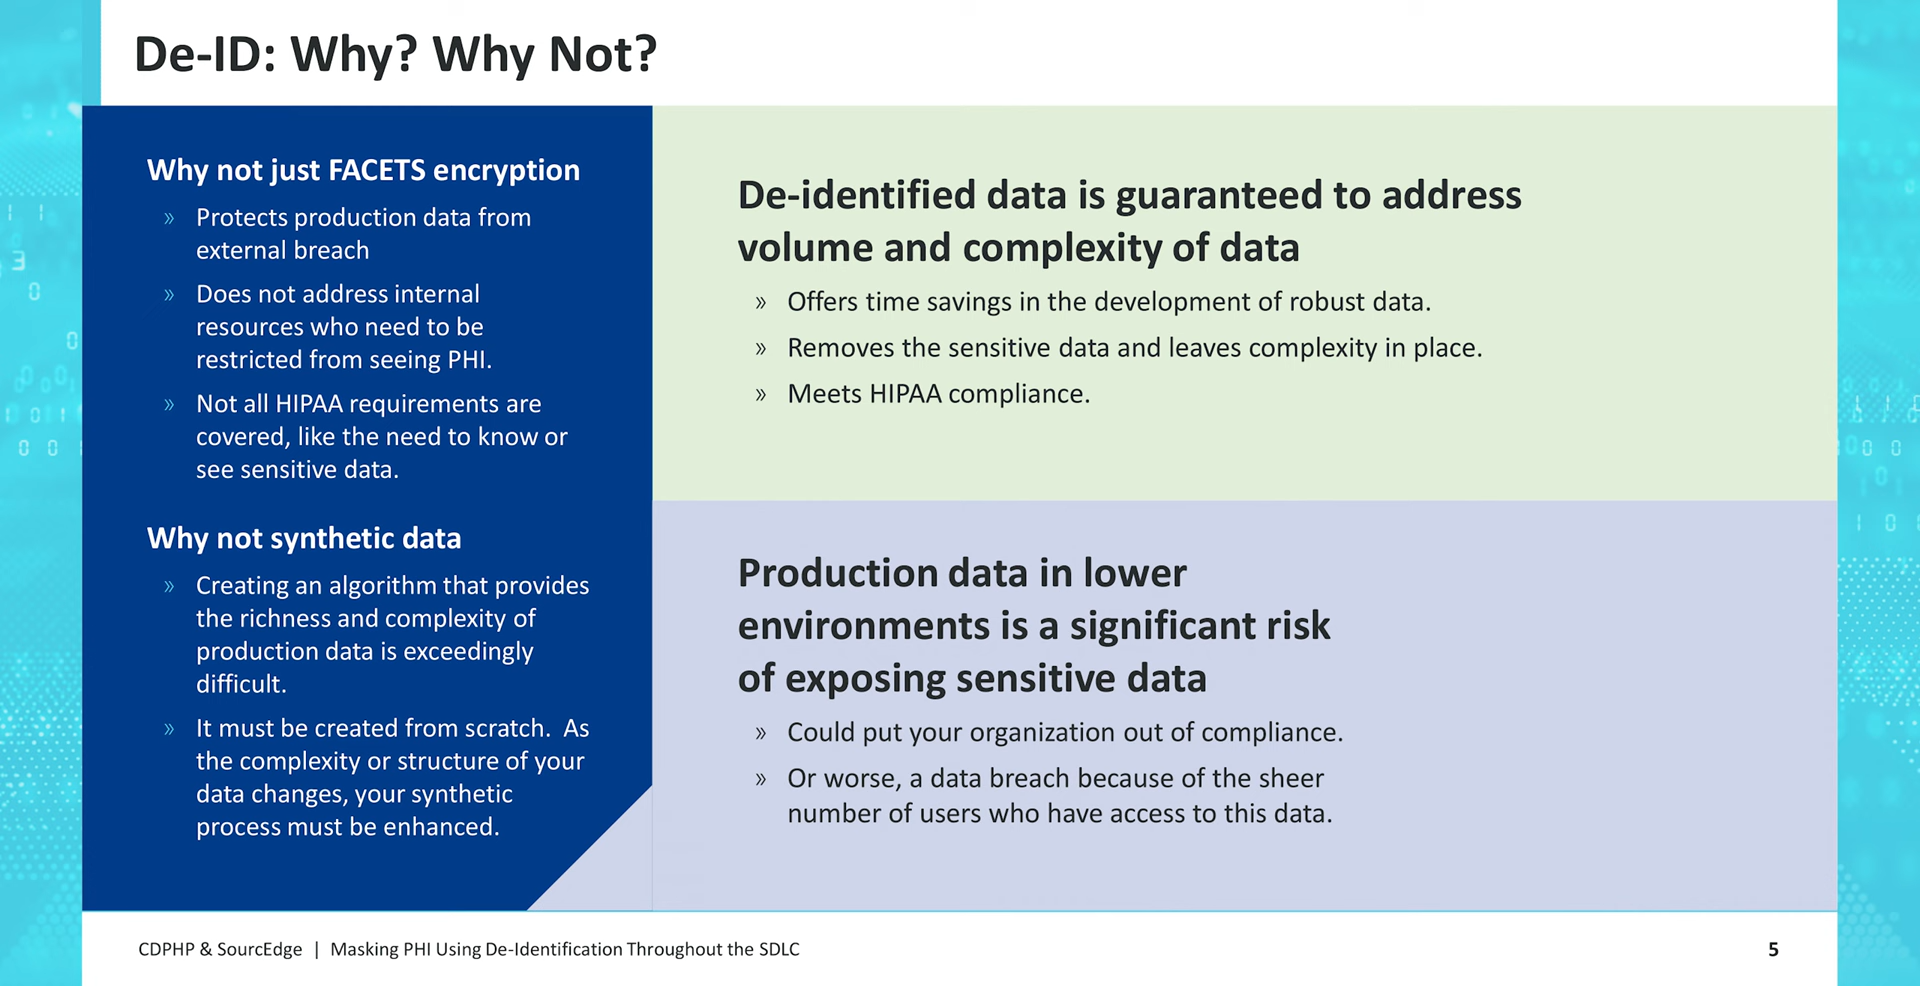 De-ID: Why? Why Not?
Why not just FACETS encryption
» Protects production data from
external breach
» Does not address internal
resources who need to be
restricted from seeing PHI.
» Not all HIPAA requirements are
covered, like the need to know or
see sensitive data.
Why not synthetic data
» Creating an algorithm that provides
the richness and complexity of
production data is exceedingly
difficult.
» It must be created from scratch.  As
the complexity or structure of your
data changes, your synthetic
process must be enhanced.
De-identified data is guaranteed to address
volume and complexity of data
» Offers time savings in the development of robust data.
» Removes the sensitive data and leaves complexity in place.
» Meets HIPAA compliance.
Production data in lower
environments is a significant risk
of exposing sensitive data
» Could put your organization out of compliance.
» Or worse, a data breach because of the sheer
number of users who have access to this data.
CDPHP & SourcEdge | Masking PHI Using De-Identification Throughout the SDLC
5